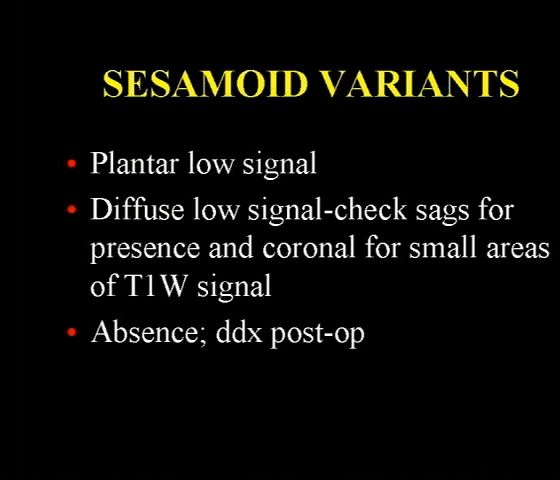 SESAMOID VARIANTS
• Plantar low signal
• Diffuse low signal-check sags for
presence and coronal for small areas
of T1W signal
• Absence; ddx post-op